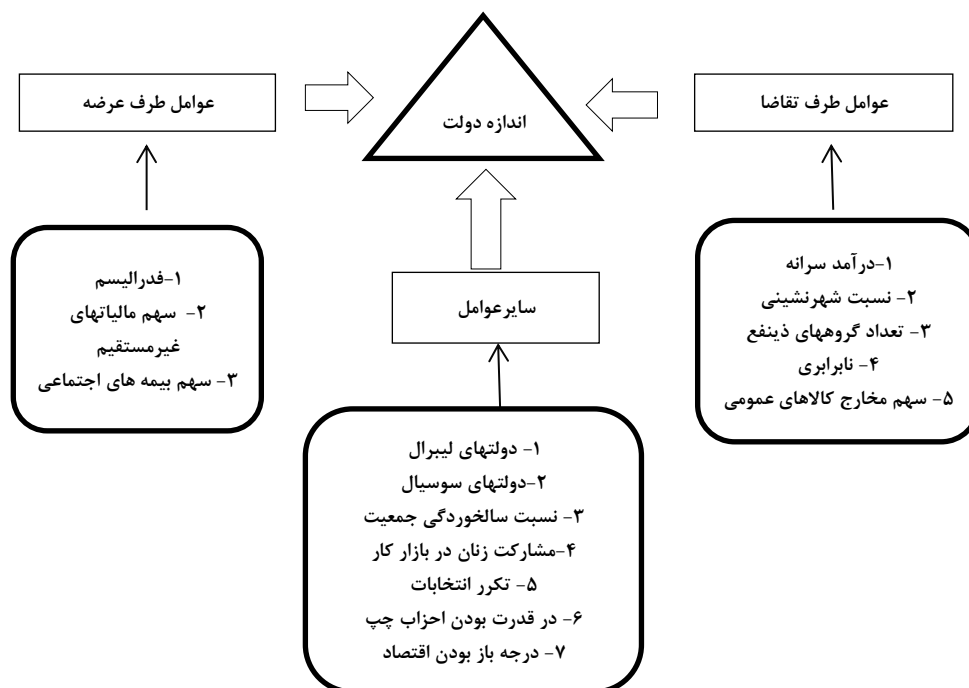 اندازه دولت
عوامل طرف تقاضا
۱-درآمد سرانه
۲- نسبت شهرنشینی
۳- تعداد گروههای ذینفع
۴- نابرابری
۵- سهم مخارج کالاهای عمومی
عوامل طرف عرضه
۱-فدرالیسم
۲- سهم مالیاتهای
غیرمستقیم
۳- سهم بیمه های اجتماعی
سایرعوامل
۱- دولتهای لیبرال
۲-دولتهای سوسیال
۳- نسبت سالخوردگی جمعیت
۴-مشارکت زنان در بازار کار
۵- تکرر انتخابات
۶- در قدرت بودن احزاب چپ
۷- درجه باز بودن اقتصاد